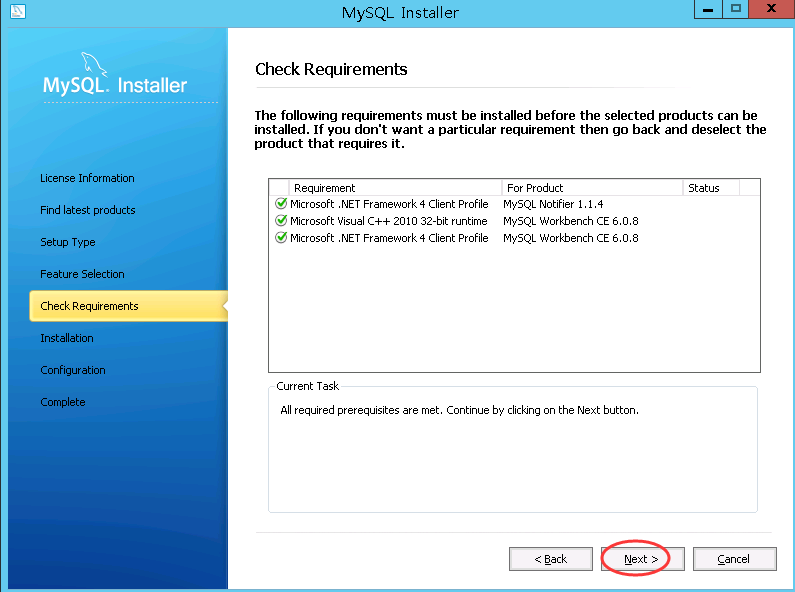 MySQL Installer
MySQL. Installer
License Information
Find latest products
Setup Type
Feature Selection
Check Requirements
Installation
Configuration
Complete
Check Requirements
The following requirements must be installed before the selected products can be
installed. If you don't want a particular requirement then go back and deselect the
product that requires it.
Requirement For Product Status
Microsoft .NET Framework 4 Client Profile MySQL Notifier 1.1.4
Microsoft Visual C++ 2010 32-bit runtime MySQL Workbench CE 6.0.8
Microsoft .NET Framework 4 Client Profile MySQL Workbench CE 6.0.8
Current Task
All required prerequisites are met. Continue by clicking on the Next button.
< Back Next > Cancel